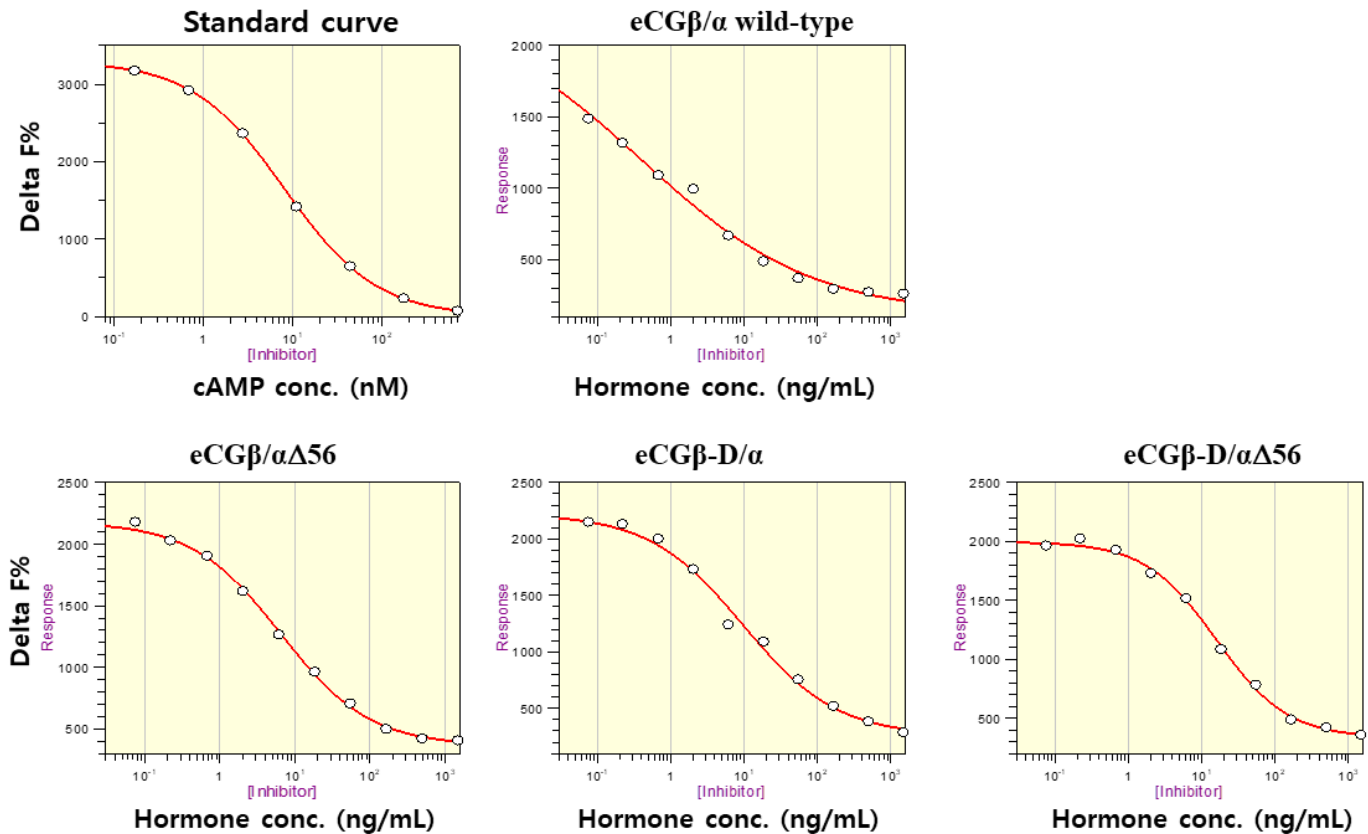 Standard curve
eCGβ/α wild-type
Delta F%
3000
2000
1000
0
10-1
1
101
102
[Inhibitor]
cAMP conc. (nM)
Response
2000
1500
1000
500
10-1
1
101
102
103
[Inhibitor]
Hormone conc. (ng/mL)
eCGβ/αΔ56
eCGβ-D/α
eCGβ-D/αΔ56
Delta F%
Response
2500
2000
1500
1000
500
10-1
1
101
102
103
[Inhibitor]
Hormone conc. (ng/mL)
Response
2500
2000
1500
1000
500
10-1
1
101
102
103
[Inhibitor]
Hormone conc. (ng/mL)
Response
2500
2000
1500
1000
500
10-1
1
101
102
103
[Inhibitor]
Hormone conc. (ng/mL)